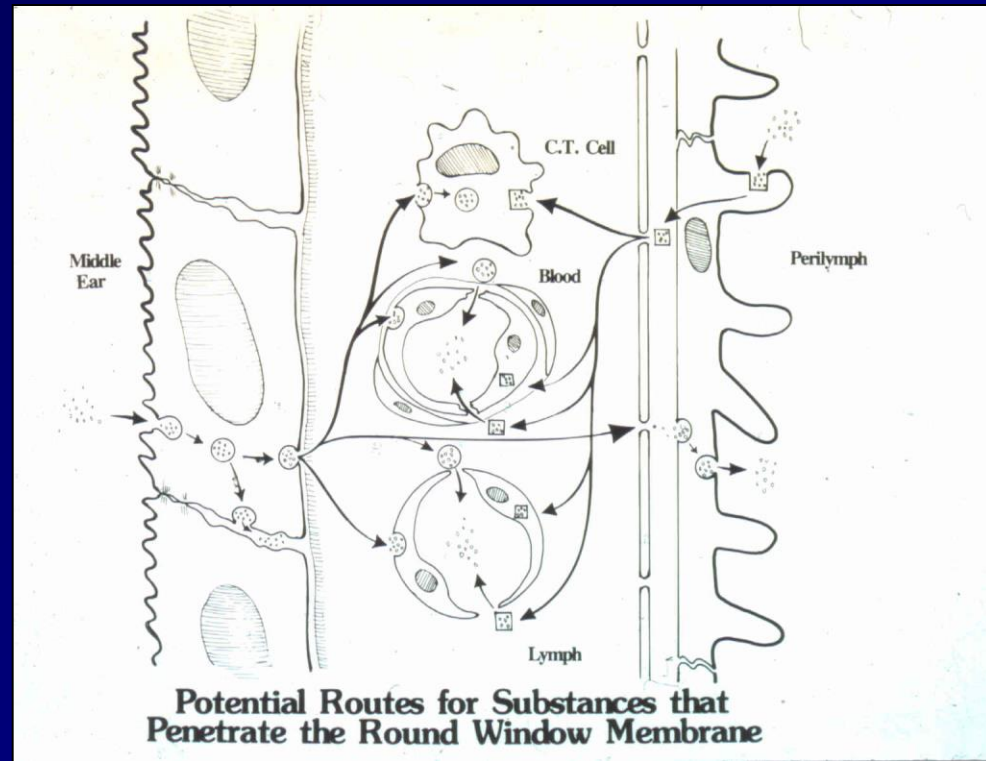 C.T. Cell
Middle
Ear
Blood
Perilymph
Lymph
Potential Routes for Substances that
Penetrate the Round Window Membrane